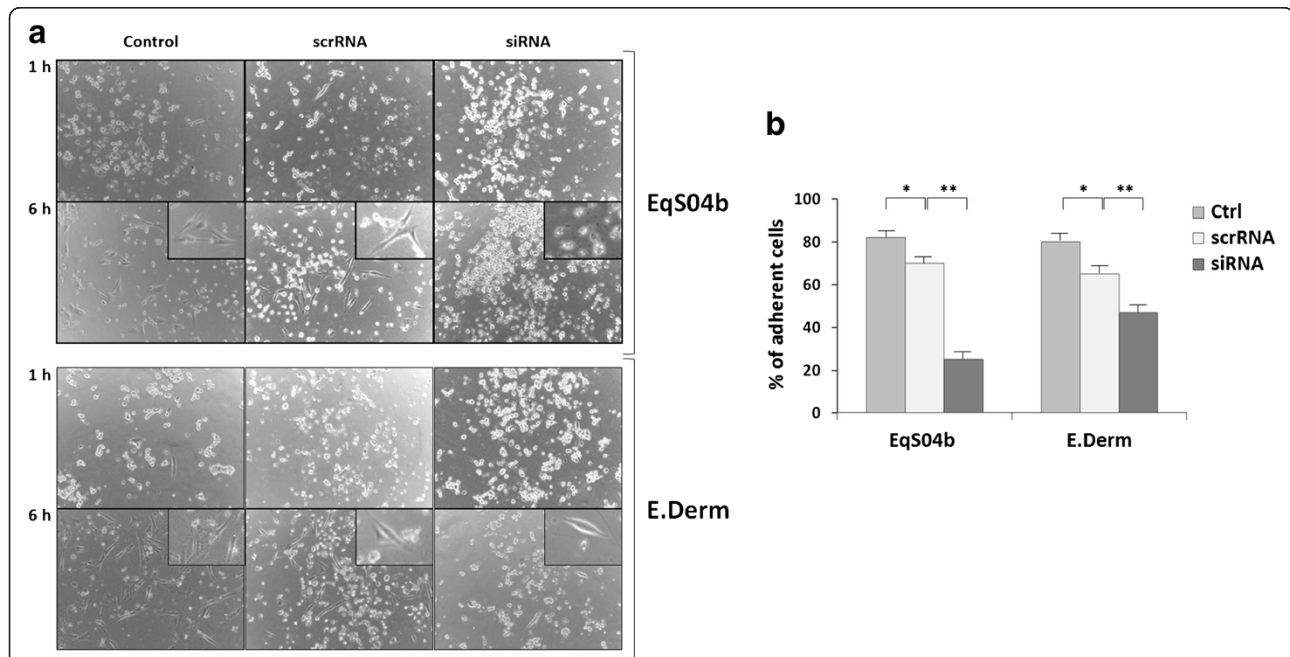 a
Control scrRNA siRNA
1 h
6 h
EqS04b
1 h
6 h
E.Derm
b
* ** * **
100
80
60
40
20
0
% of adherent cells
EqS04b E.Derm
Ctrl
scrRNA
siRNA